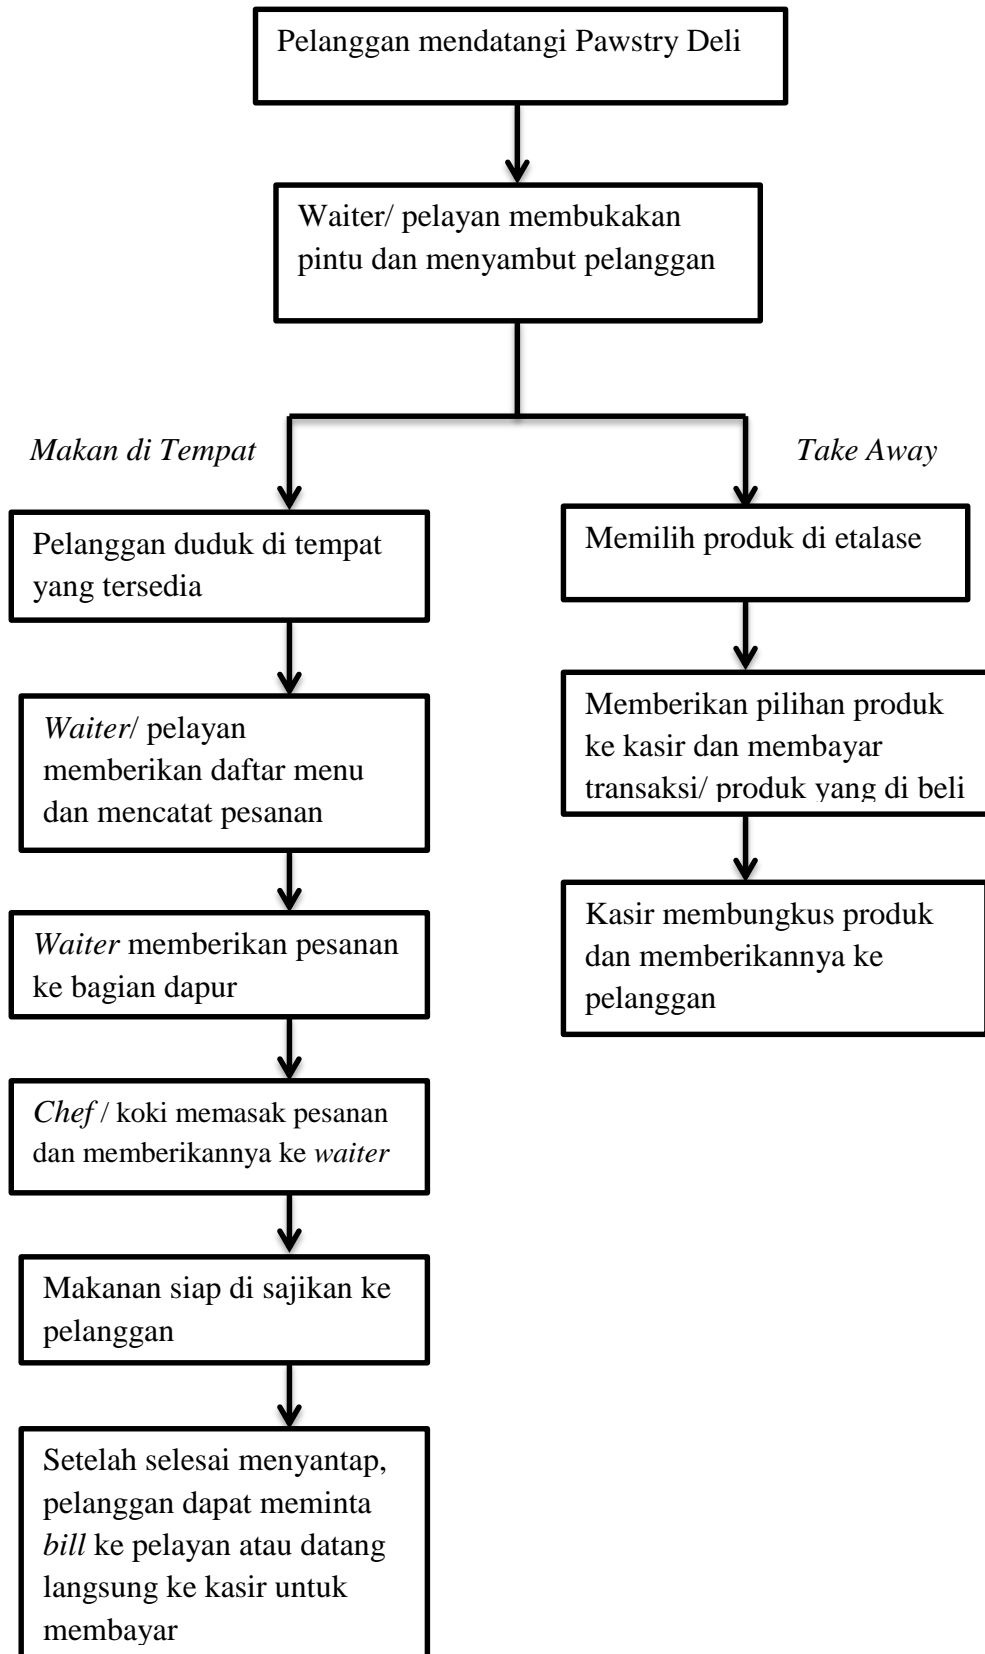 Pelanggan mendatangi Pawstry Deli
Waiter/ pelayan membukakan
pintu dan menyambut pelanggan
Makan di Tempat
Pelanggan duduk di tempat
yang tersedia
Waiter/ pelayan
memberikan daftar menu
dan mencatat pesanan
Waiter memberikan pesanan
ke bagian dapur
Chef / koki memasak pesanan
dan memberikannya ke waiter
Makanan siap di sajikan ke
pelanggan
Setelah selesai menyantap,
pelanggan dapat meminta
bill ke pelayan atau datang
langsung ke kasir untuk
membayar
Take Away
Memilih produk di etalase
Memberikan pilihan produk
ke kasir dan membayar
transaksi/ produk yang di beli
Kasir membungkus produk
dan memberikannya ke
pelanggan